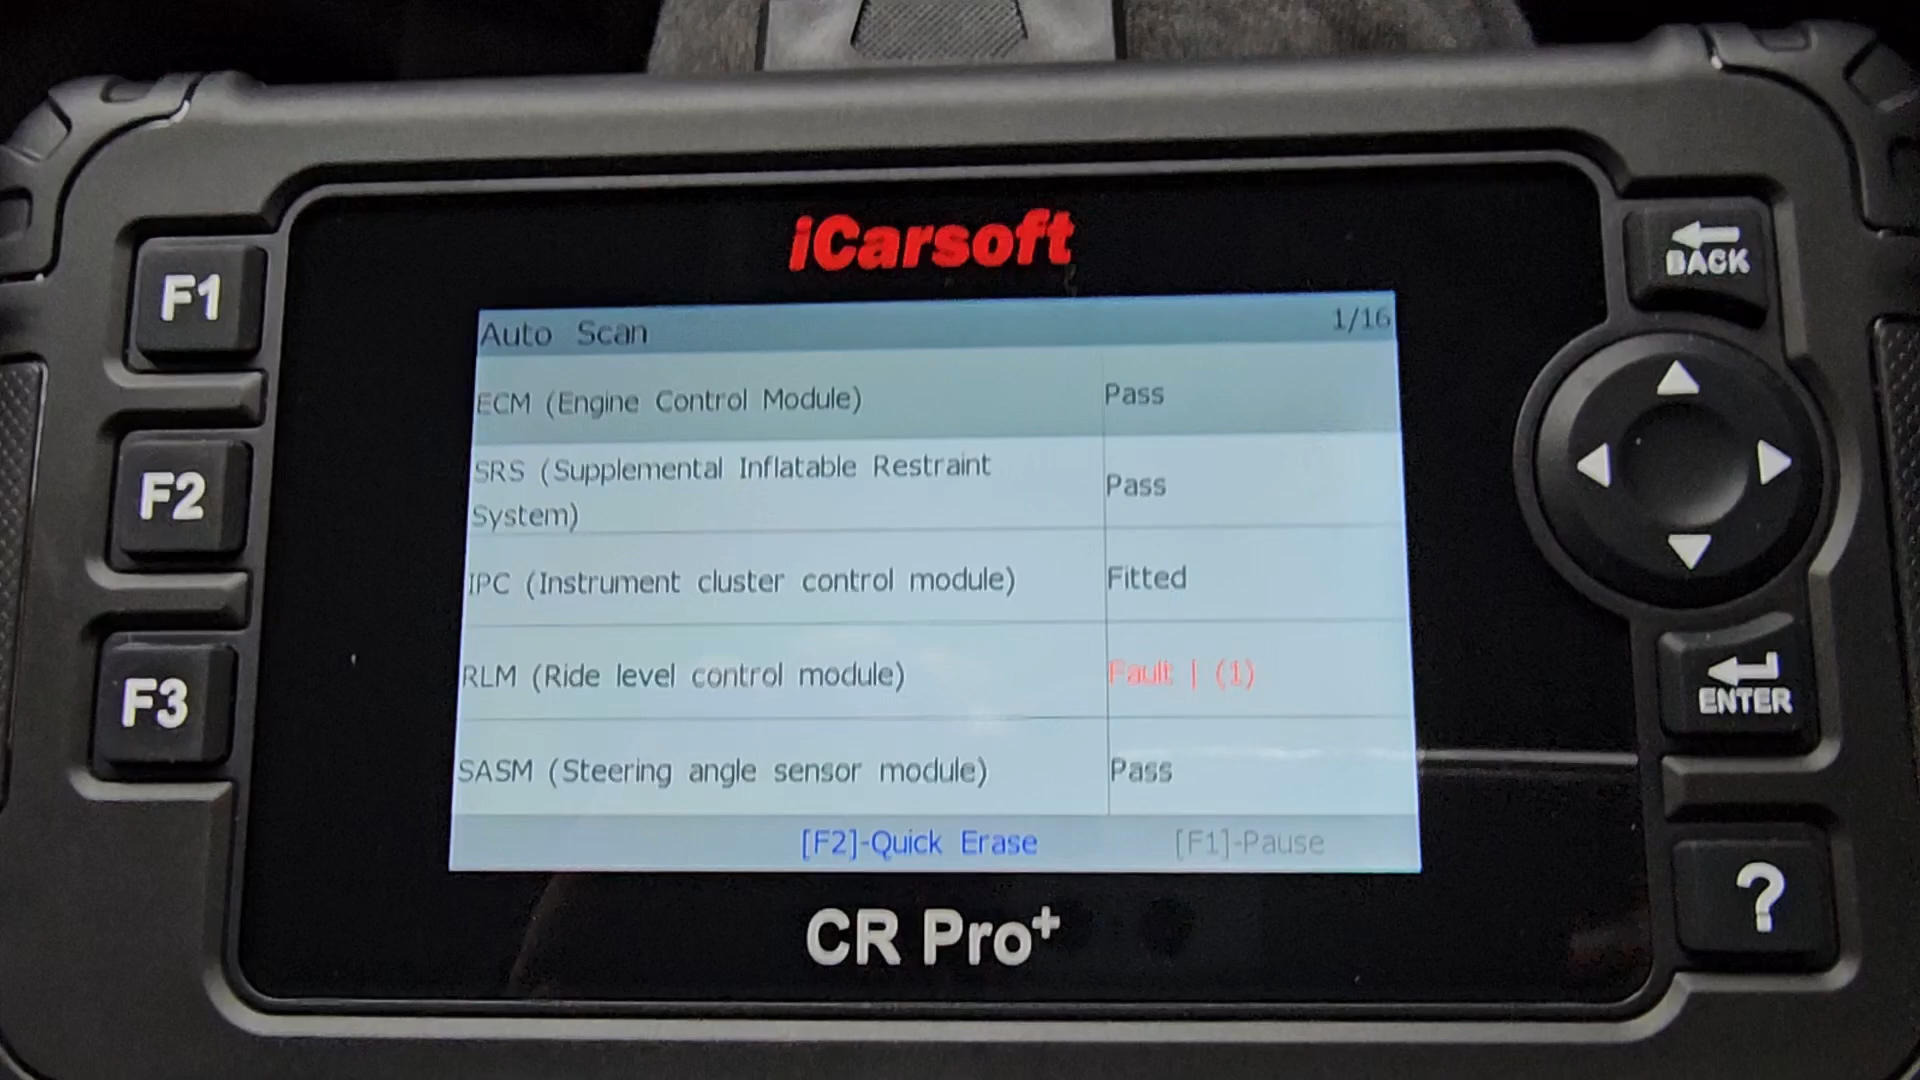 iCarsoft
Auto Scan 1/16
ECM (Engine Control Module) Pass
SRS (Supplemental Inflatable Restraint
System) Pass
IPC (Instrument cluster control module) Fitted
RLM (Ride level control module) Fault | (1)
SASM (Steering angle sensor module) Pass
[F2]-Quick Erase [F1]-Pause
CR Pro+
F1
F2
F3
BACK
ENTER
?